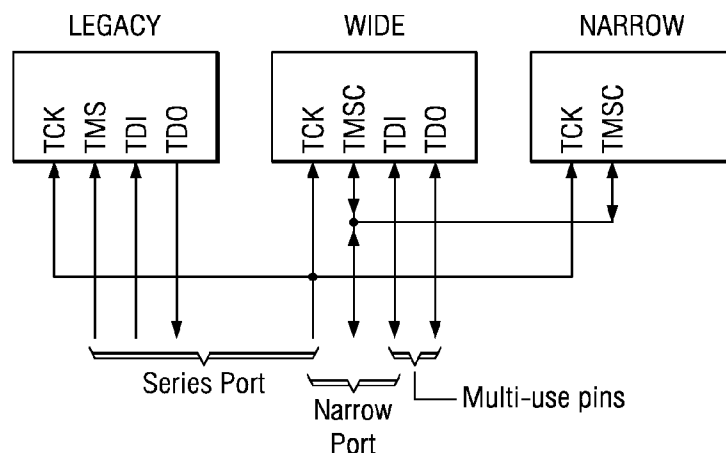 LEGACY
WIDE
NARROW
TCK
TMS
TDI
TDO
TCK
TMSC
TDI
TDO
TCK
TMSC
Series Port
Narrow
Port
Multi-use pins